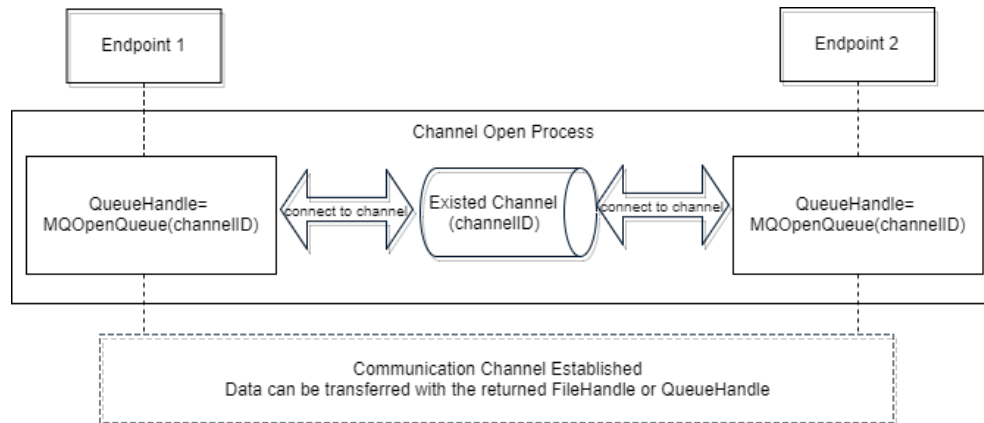 Endpoint 1
Endpoint 2
Channel Open Process
QueueHandle=
MQOpenQueue(channelID)
connect to channel
Existed Channel
(channelID)
connect to channel
QueueHandle=
MQOpenQueue(channelID)
Communication Channel Established
Data can be transferred with the returned FileHandle or QueueHandle